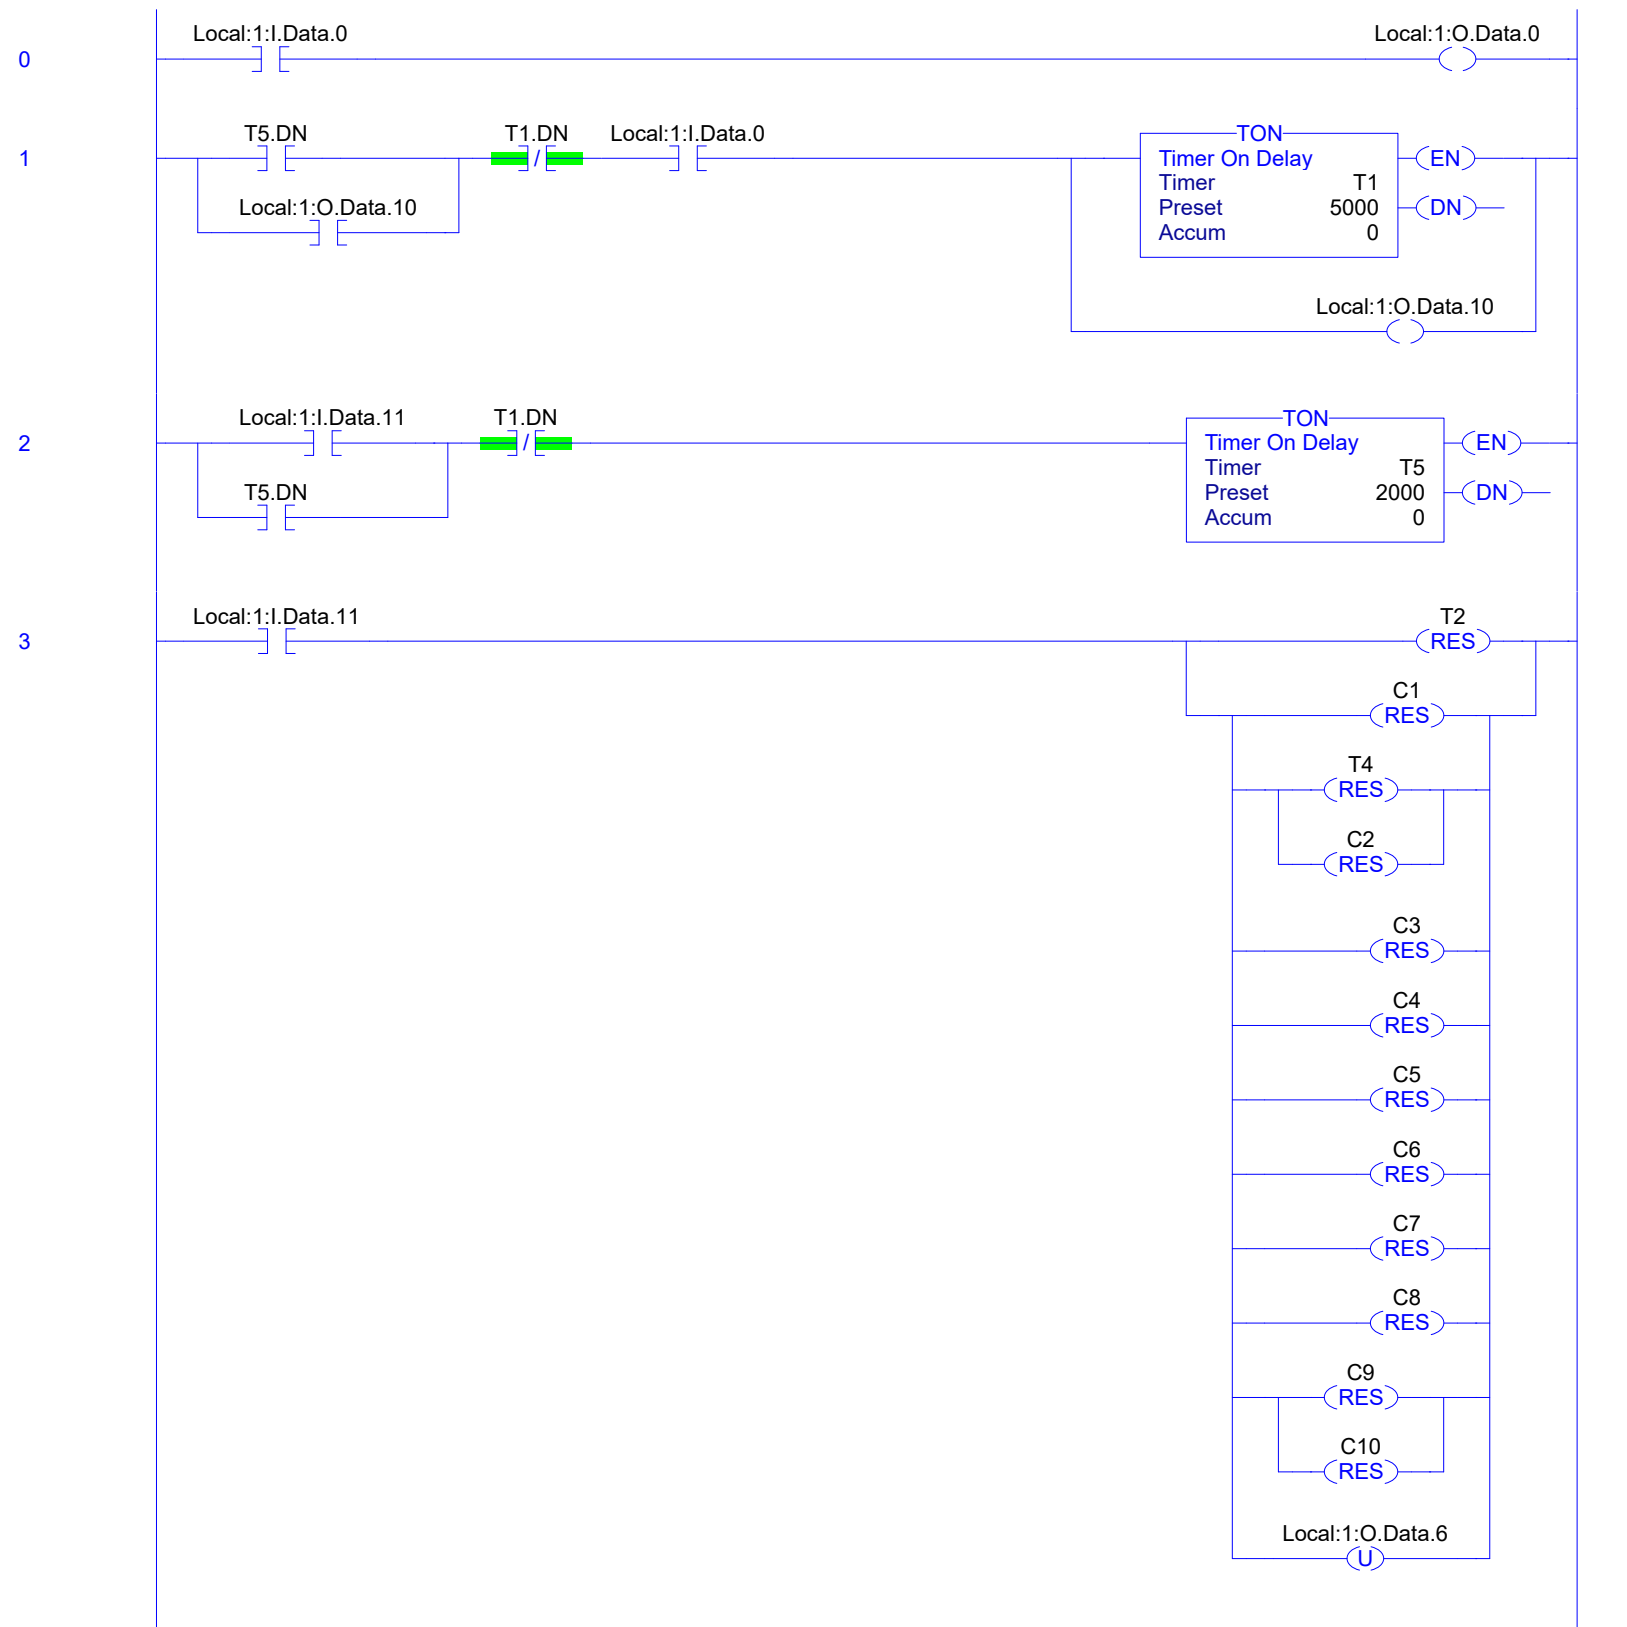 Local:1:I.Data.0 Local:1:O.Data.0
0
T5.DN T1.DN Local:1:I.Data.0 TON
1 / Timer On Delay EN
Timer T1
Local:1:O.Data.10 Preset 5000 DN
Accum 0
Local:1:O.Data.10
Local:1:I.Data.11 T1.DN TON
2 / Timer On Delay EN
Timer T5
T5.DN Preset 2000 DN
Accum 0
Local:1:I.Data.11 T2
3 RES
C1
RES
T4
RES
C2
RES
C3
RES
C4
RES
C5
RES
C6
RES
C7
RES
C8
RES
C9
RES
C10
RES
Local:1:O.Data.6
U